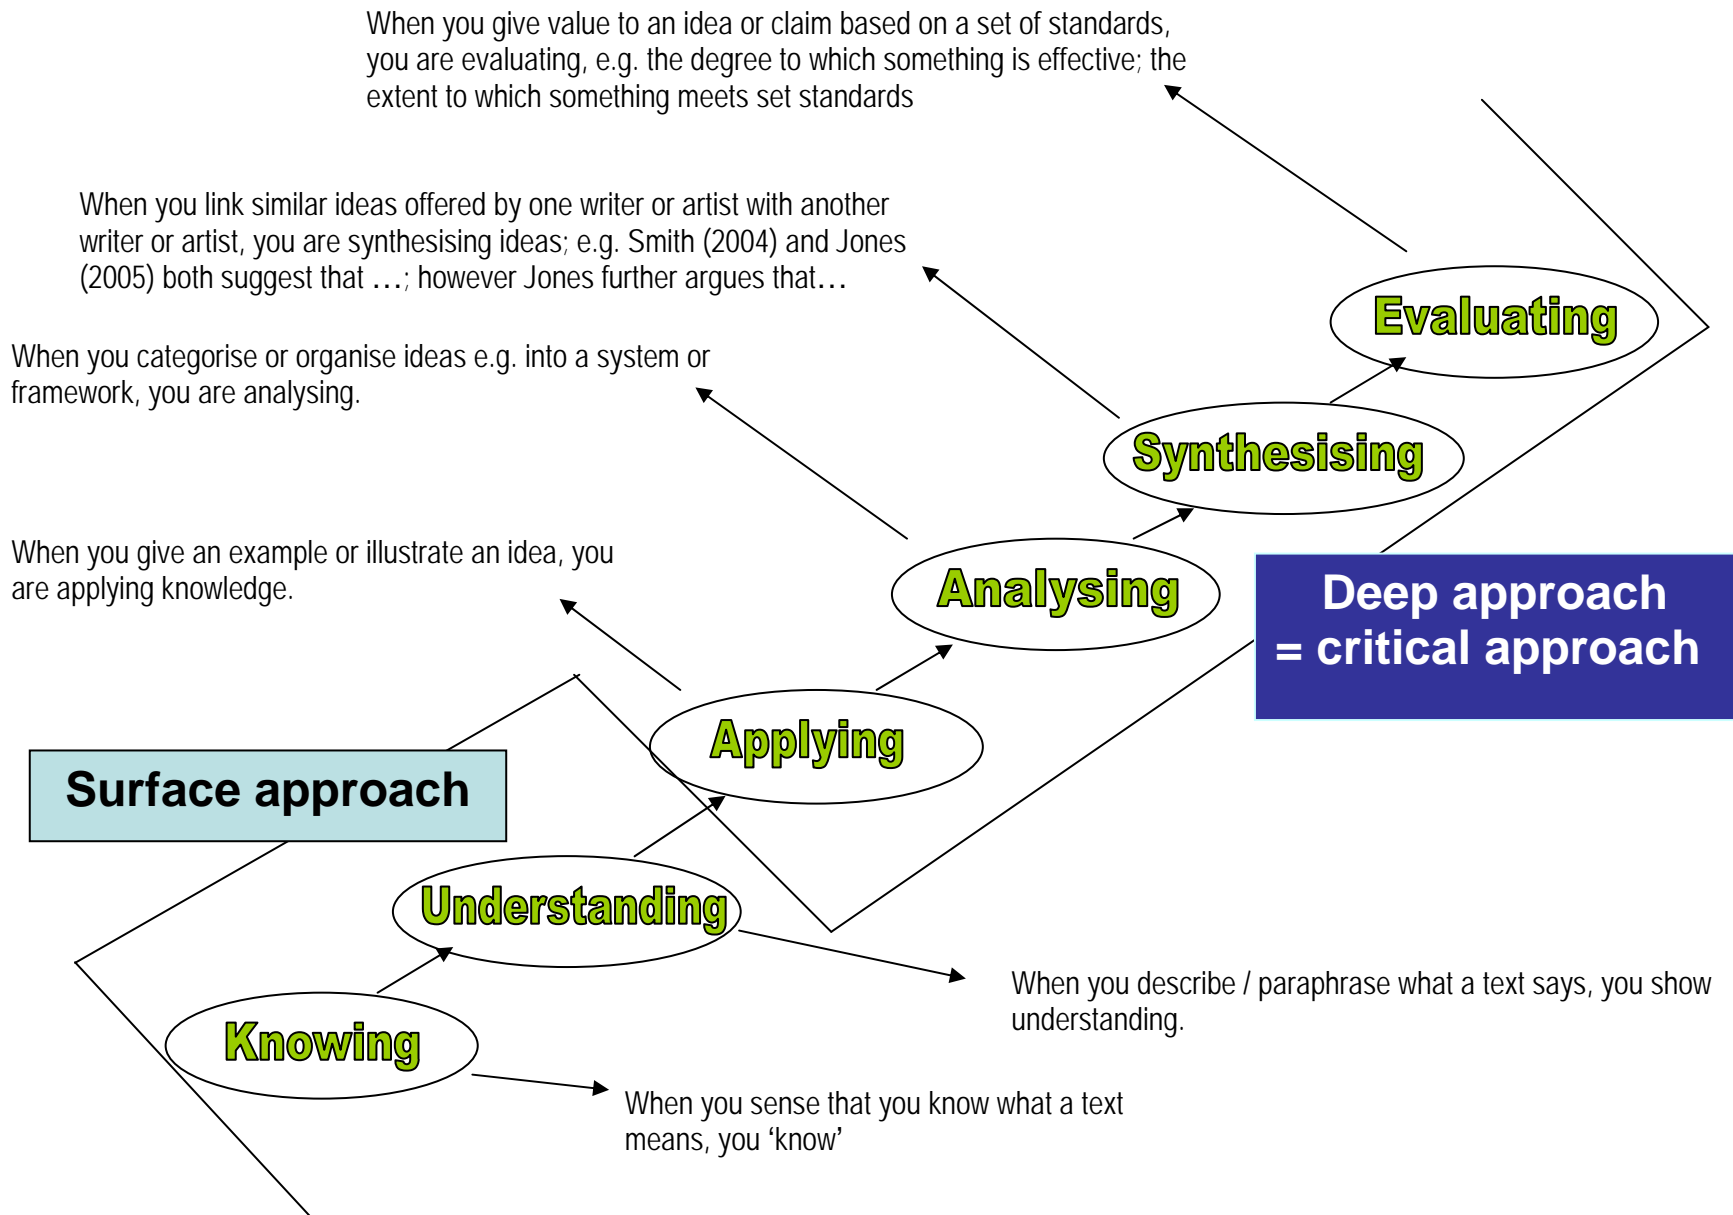 When you give value to an idea or claim based on a set of standards,
you are evaluating, e.g. the degree to which something is effective; the
extent to which something meets set standards
When you link similar ideas offered by one writer or artist with another
writer or artist, you are synthesising ideas; e.g. Smith (2004) and Jones
(2005) both suggest that …; however Jones further argues that…
Evaluating
When you categorise or organise ideas e.g. into a system or
framework, you are analysing.
Synthesising
When you give an example or illustrate an idea, you
are applying knowledge.
Analysing
Deep approach
= critical approach
Applying
Surface approach
Understanding
When you describe / paraphrase what a text says, you show
understanding.
Knowing
When you sense that you know what a text
means, you ‘know’